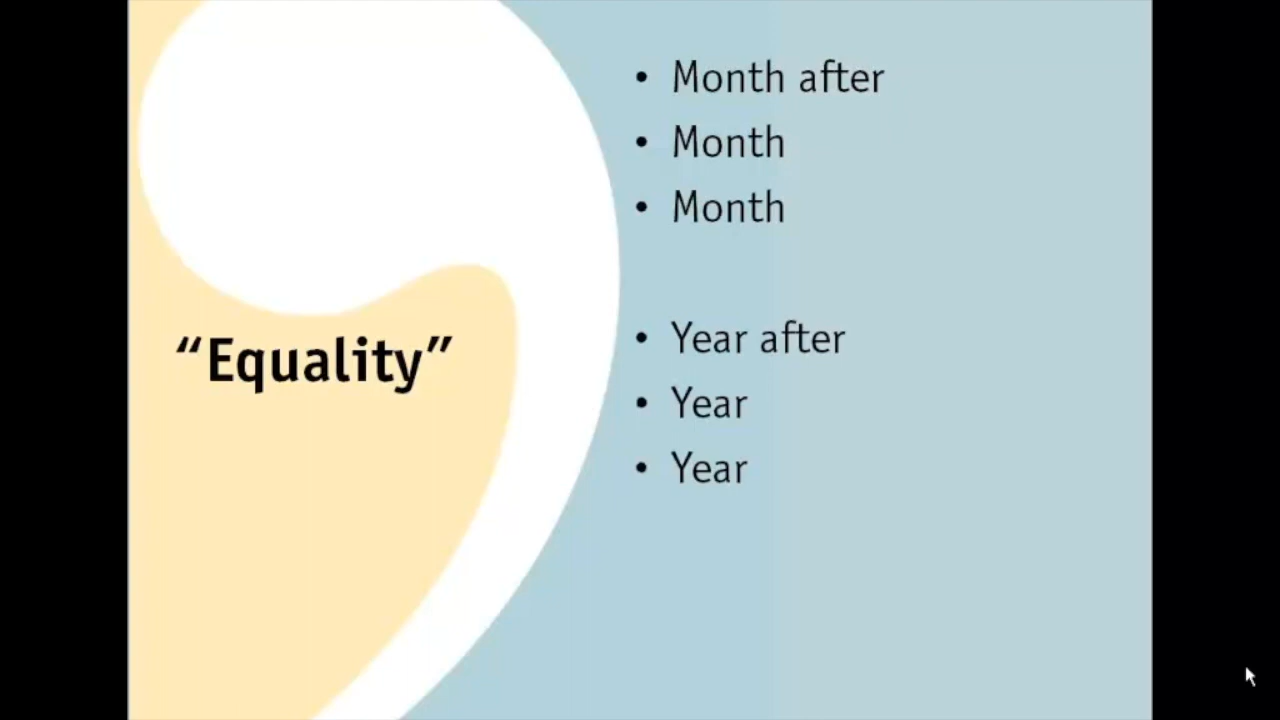 “Equality”
• Month after
• Month
• Month
• Year after
• Year
• Year